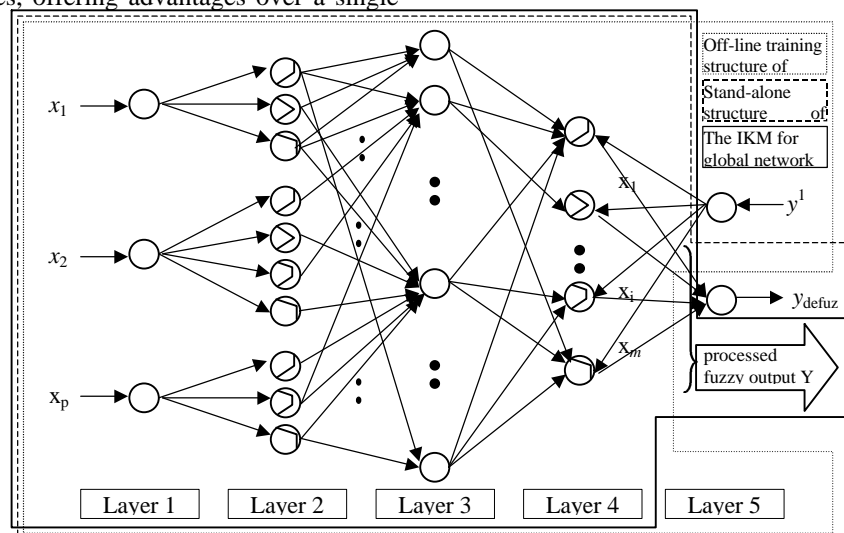 es, offering advantages over a single
Off-line training
structure of
Stand-alone
structure of
The IKM for
global network
x1
x2
xp
x1
xi
xm
y1
ydefuz
processed
fuzzy output Y
Layer 1
Layer 2
Layer 3
Layer 4
Layer 5